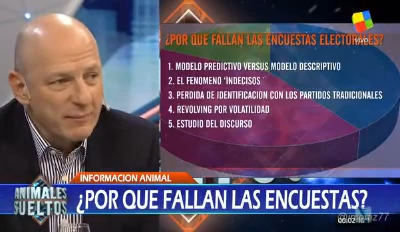 ¿POR QUE FALLAN LAS ENCUESTAS ELECTORALES?
VIVO
1. MODELO PREDICTIVO VERSUS MODELO DESCRIPTIVO
2. EL FENOMENO ¨INDECISOS¨
3. PERDIDA DE IDENTIFICACION CON LOS PARTIDOS TRADICIONALES
4. REVOLVING POR VOLATILIDAD
5. ESTUDIO DEL DISCURSO
INFORMACION ANIMAL
ANIMALES
SUELTOS
¿POR QUE FALLAN LAS ENCUESTAS?